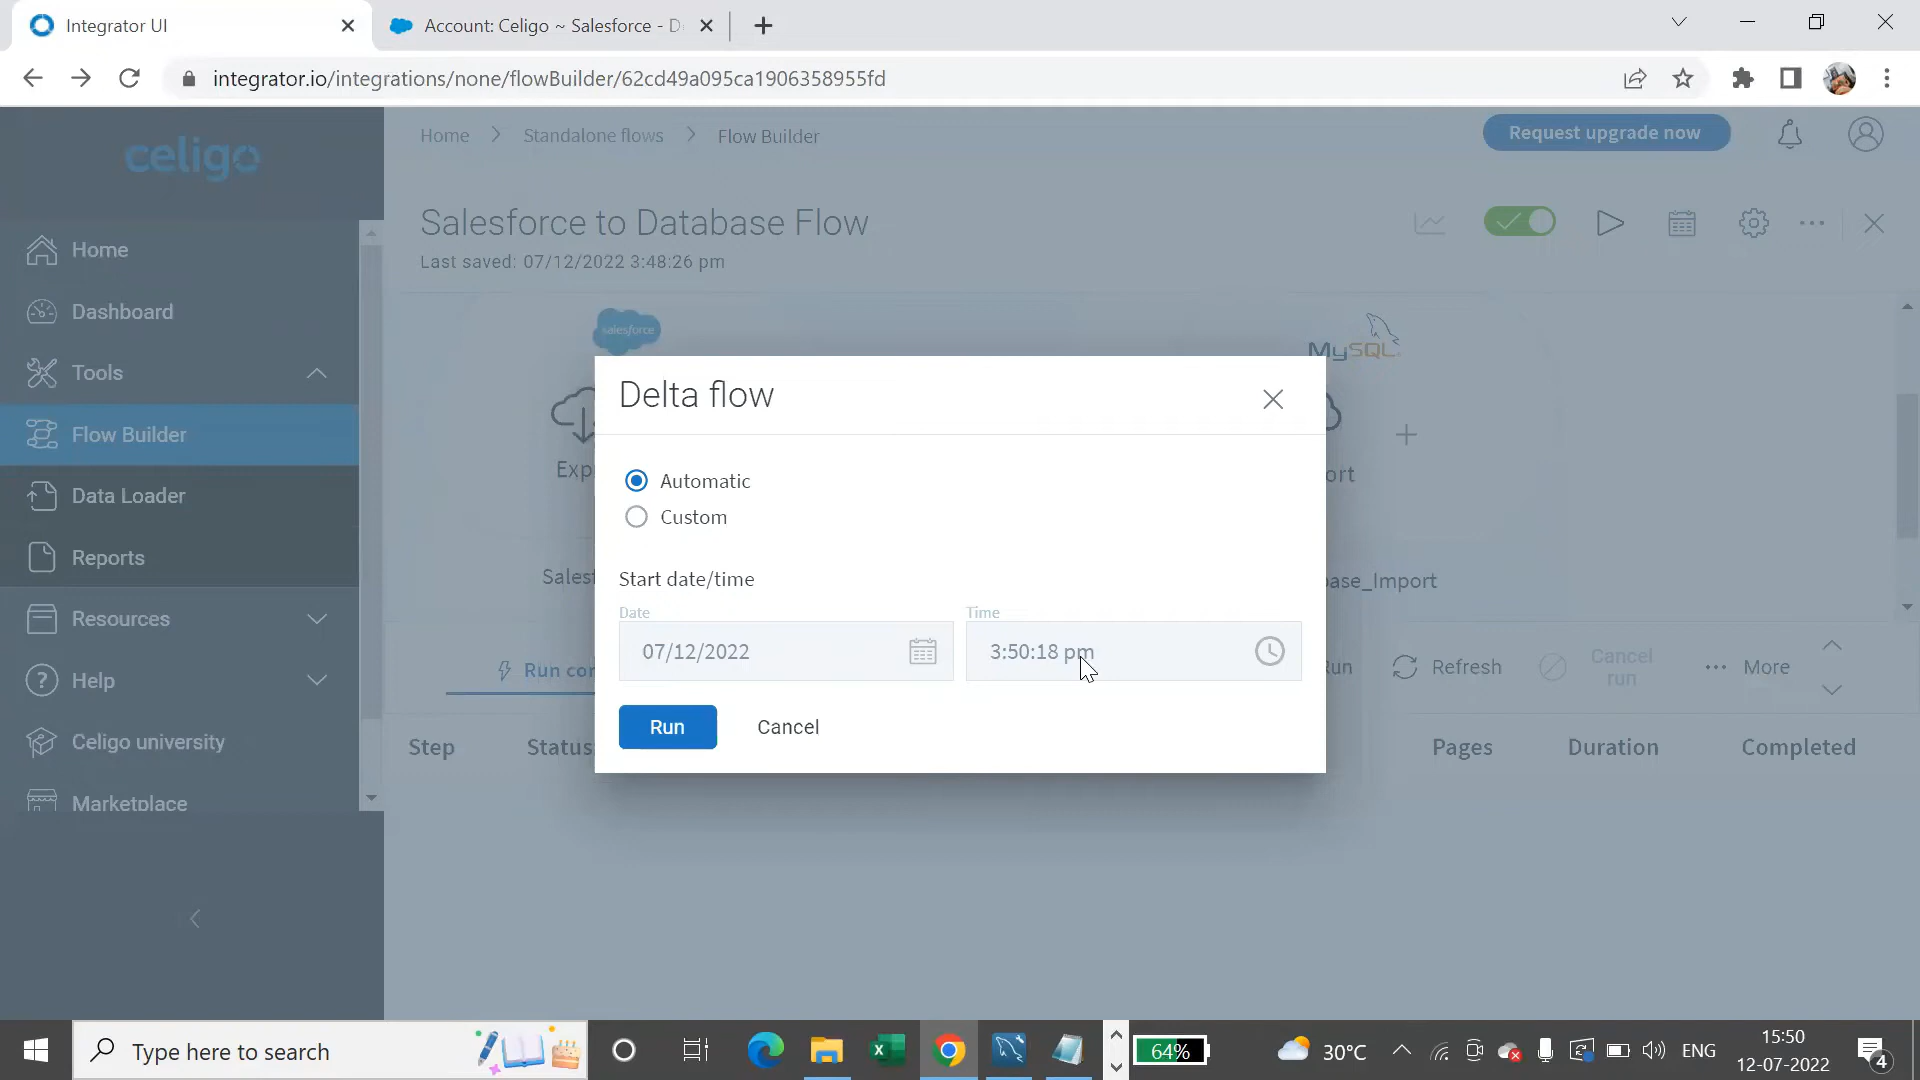 Integrator UI
Account: Celigo ~ Salesforce - D
integrator.io/integrations/none/flowBuilder/62cd49a095ca1906358955fd
celigo
Home
Standalone flows
Flow Builder
Request upgrade now
Salesforce to Database Flow
Last saved: 07/12/2022 3:48:26 pm
Home
Dashboard
Tools
Flow Builder
Data Loader
Reports
Resources
Help
Celigo university
Marketplace
salesforce
MySQL
Exp
ort
Sales
base_Import
Delta flow
Automatic
Custom
Start date/time
Date
Time
07/12/2022
3:50:18 pm
Run
Cancel
Run con
Run
Refresh
Cancel run
More
Step
Status
Pages
Duration
Completed
Type here to search
64%
30°C
ENG
15:50
12-07-2022
4